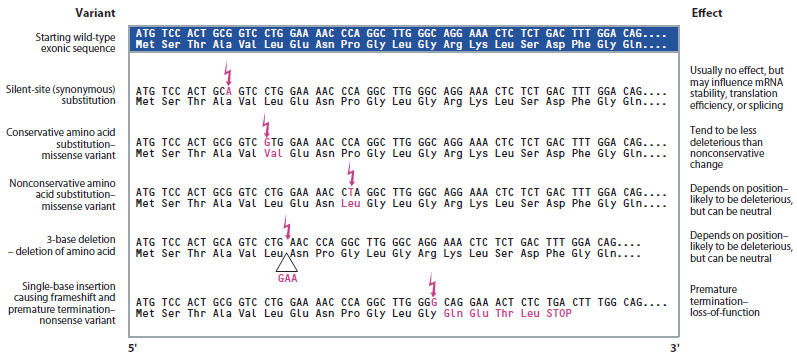 Variant
Effect
Starting wild-type
exonic sequence
ATG TCC ACT GCG GTC CTG GAA AAC CCA GGC TTG GGC AGG AAA CTC TCT GAC TTT GGA CAG....
Met Ser Thr Ala Val Leu Glu Asn Pro Gly Leu Gly Arg Lys Leu Ser Asp Phe Gly Gln....
Silent-site (synonymous)
substitution
ATG TCC ACT GCA GTC CTG GAA AAC CCA GGC TTG GGC AGG AAA CTC TCT GAC TTT GGA CAG....
Met Ser Thr Ala Val Leu Glu Asn Pro Gly Leu Gly Arg Lys Leu Ser Asp Phe Gly Gln....
Usually no effect, but
may influence mRNA
stability, translation
efficiency, or splicing
Conservative amino acid
substitution–
missense variant
ATG TCC ACT GCG GTC GTG GAA AAC CCA GGC TTG GGC AGG AAA CTC TCT GAC TTT GGA CAG....
Met Ser Thr Ala Val Val Glu Asn Pro Gly Leu Gly Arg Lys Leu Ser Asp Phe Gly Gln....
Tend to be less
deleterious than
nonconservative
change
Nonconservative amino
acid substitution–
missense variant
ATG TCC ACT GCG GTC CTG GAA AAC CTA GGC TTG GGC AGG AAA CTC TCT GAC TTT GGA CAG....
Met Ser Thr Ala Val Leu Glu Asn Leu Gly Leu Gly Arg Lys Leu Ser Asp Phe Gly Gln....
Depends on position–
likely to be deleterious,
but can be neutral
3-base deletion
– deletion of amino acid
ATG TCC ACT GCA GTC CTG AAC CCA GGC TTG GGC AGG AAA CTC TCT GAC TTT GGA CAG....
Met Ser Thr Ala Val Leu Asn Pro Gly Leu Gly Arg Lys Leu Ser Asp Phe Gly Gln....
GAA
Depends on position–
likely to be deleterious,
but can be neutral
Single-base insertion
causing frameshift and
premature termination–
nonsense variant
ATG TCC ACT GCG GTC CTG GAA AAC CCA GGC TTG GGG CAG GAA ACT CTC TGA CTT TGG CAG....
Met Ser Thr Ala Val Leu Glu Asn Pro Gly Leu Gly Gln Glu Thr Leu STOP
Premature
termination–
loss-of-function
5'
3'